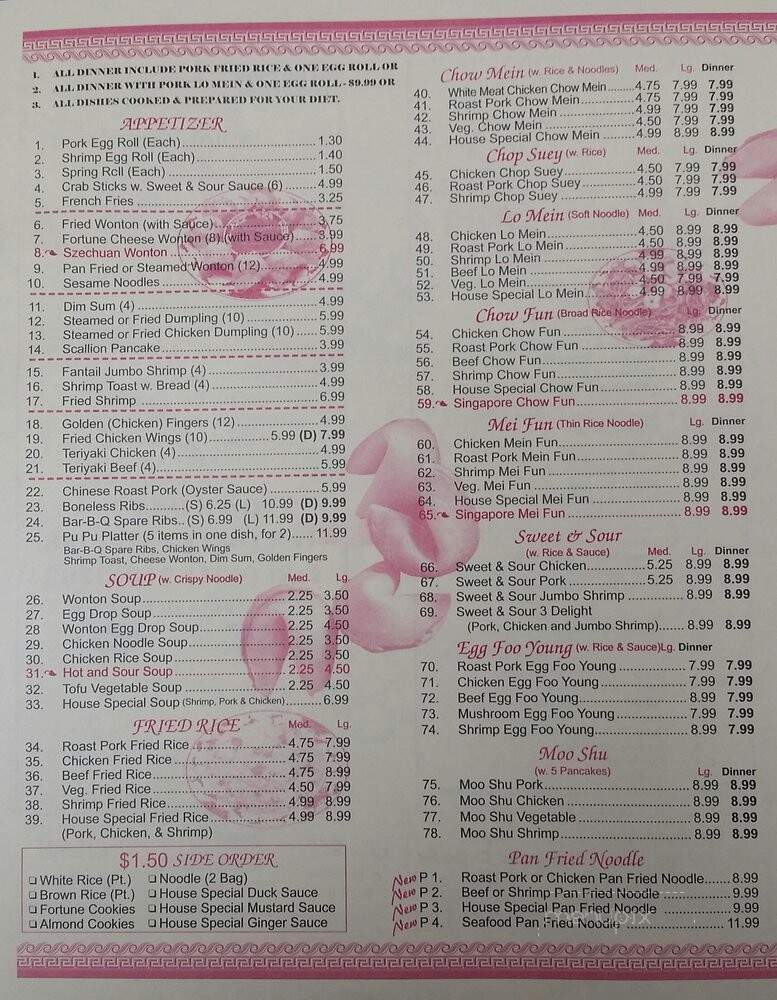 1. ALL DINNER INCLUDE PORK FRIED RICE & ONE EGG ROLL OR
2. ALL DINNER WITH PORK LO MEIN & ONE EGG ROLL - $9.99 OR
3. ALL DISHES COOKED & PREPARED FOR YOUR DIET.
APPETIZER
1. Pork Egg Roll (Each) 1.30
2. Shrimp Egg Roll (Each) 1.40
3. Spring Roll (Each) 1.50
4. Crab Sticks w. Sweet & Sour Sauce (6) 4.99
5. French Fries 3.25
6. Fried Wonton (with Sauce) 3.75
7. Fortune Cheese Wonton (8) (with Sauce) 3.99
8. Szechuan Wonton 6.99
9. Pan Fried or Steamed Wonton (12) 4.99
10. Sesame Noodles 4.99
11. Dim Sum (4) 4.99
12. Steamed or Fried Dumpling (10) 5.99
13. Steamed or Fried Chicken Dumpling (10) 5.99
14. Scallion Pancake 3.99
15. Fantail Jumbo Shrimp (4) 3.99
16. Shrimp Toast w. Bread (4) 4.99
17. Fried Shrimp 6.99
18. Golden (Chicken) Fingers (12) 4.99
19. Fried Chicken Wings (10) 5.99 (D) 7.99
20. Teriyaki Chicken (4) 4.99
21. Teriyaki Beef (4) 5.99
22. Chinese Roast Pork (Oyster Sauce) 5.99
23. Boneless Ribs (S) 6.25 (L) 10.99 (D) 9.99
24. Bar-B-Q Spare Ribs (S) 6.99 (L) 11.99 (D) 9.99
25. Pu Pu Platter (5 items in one dish, for 2) 11.99
Bar-B-Q Spare Ribs, Chicken Wings
Shrimp Toast, Cheese Wonton, Dim Sum, Golden Fingers
SOUP (w. Crispy Noodle) Med. Lg.
26. Wonton Soup 2.25 3.50
27. Egg Drop Soup 2.25 3.50
28 Wonton Egg Drop Soup 2.25 4.50
29. Chicken Noodle Soup 2.25 3.50
30. Chicken Rice Soup 2.25 3.50
31. Hot and Sour Soup 2.25 4.50
32. Tofu Vegetable Soup 2.25 4.50
33. House Special Soup (Shrimp, Pork & Chicken) 6.99
FRIED RICE Med. Lg.
34. Roast Pork Fried Rice 4.75 7.99
35. Chicken Fried Rice 4.75 7.99
36. Beef Fried Rice 4.75 8.99
37. Veg. Fried Rice 4.50 7.99
38. Shrimp Fried Rice 4.99 8.99
39. House Special Fried Rice 4.99 8.99
(Pork, Chicken, & Shrimp)
$1.50 SIDE ORDER
❑ White Rice (Pt.) ❑ Noodle (2 Bag)
❑ Brown Rice (Pt.) ❑ House Special Duck Sauce
❑ Fortune Cookies ❑ House Special Mustard Sauce
❑ Almond Cookies ❑ House Special Ginger Sauce
Chow Mein (w. Rice & Noodles) Med. Lg. Dinner
40. White Meat Chicken Chow Mein 4.75 7.99 7.99
41. Roast Pork Chow Mein 4.75 7.99 7.99
42. Shrimp Chow Mein 4.99 7.99 7.99
43. Veg. Chow Mein 4.50 7.99 7.99
44. House Special Chow Mein 4.99 8.99 8.99
Chop Suey (w. Rice) Med. Lg. Dinner
45. Chicken Chop Suey 4.50 7.99 7.99
46. Roast Pork Chop Suey 4.50 7.99 7.99
47. Shrimp Chop Suey 4.99 7.99 7.99
Lo Mein (Soft Noodle) Med. Lg. Dinner
48. Chicken Lo Mein 4.50 8.99 8.99
49. Roast Pork Lo Mein 4.50 8.99 8.99
50. Shrimp Lo Mein 4.99 8.99 8.99
51. Beef Lo Mein 4.99 8.99 8.99
52. Veg. Lo Mein 4.50 7.99 7.99
53. House Special Lo Mein 4.99 8.99 8.99
Chow Fun (Broad Rice Noodle) Lg. Dinner
54. Chicken Chow Fun 8.99 8.99
55. Roast Pork Chow Fun 8.99 8.99
56. Beef Chow Fun 8.99 8.99
57. Shrimp Chow Fun 8.99 8.99
58. House Special Chow Fun 8.99 8.99
59. Singapore Chow Fun 8.99 8.99
Mei Fun (Thin Rice Noodle) Lg. Dinner
60. Chicken Mein Fun 8.99 8.99
61. Roast Pork Mein Fun 8.99 8.99
62. Shrimp Mei Fun 8.99 8.99
63. Veg. Mei Fun 8.99 8.99
64. House Special Mei Fun 8.99 8.99
65. Singapore Mei Fun 8.99 8.99
Sweet & Sour
(w. Rice & Sauce) Med. Lg. Dinner
66. Sweet & Sour Chicken 5.25 8.99 8.99
67. Sweet & Sour Pork 5.25 8.99 8.99
68. Sweet & Sour Jumbo Shrimp 8.99 8.99
69. Sweet & Sour 3 Delight
(Pork, Chicken and Jumbo Shrimp) 8.99 8.99
Egg Foo Young (w. Rice & Sauce) Lg. Dinner
70. Roast Pork Egg Foo Young 7.99 7.99
71. Chicken Egg Foo Young 7.99 7.99
72. Beef Egg Foo Young 8.99 7.99
73. Mushroom Egg Foo Young 7.99 7.99
74. Shrimp Egg Foo Young 8.99 7.99
Moo Shu
(w. 5 Pancakes) Lg. Dinner
75. Moo Shu Pork 8.99 8.99
76. Moo Shu Chicken 8.99 8.99
77. Moo Shu Vegetable 8.99 8.99
78. Moo Shu Shrimp 8.99 8.99
Pan Fried Noodle
New P 1. Roast Pork or Chicken Pan Fried Noodle 8.99
New P 2. Beef or Shrimp Pan Fried Noodle 9.99
New P 3. House Special Pan Fried Noodle 9.99
New P 4. Seafood Pan Fried Noodle 11.99